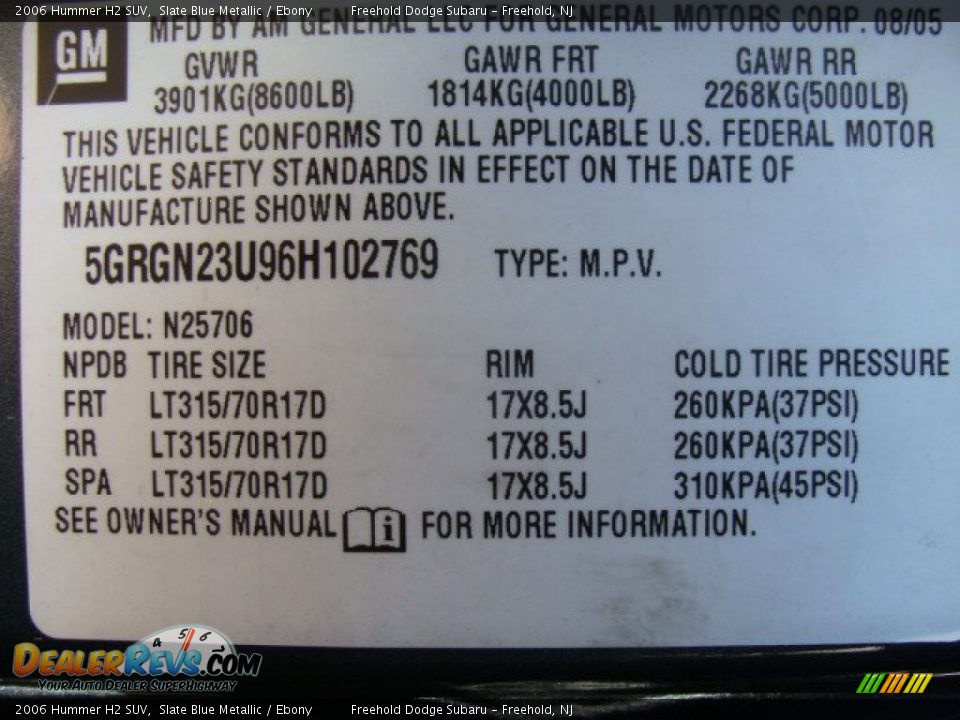 2006 Hummer H2 SUV, Slate Blue Metallic / Ebony Freehold Dodge Subaru - Freehold, NJ
GM
MFD BY AM GENERAL LLC FOR GENERAL MOTORS CORP. 08/05
GVWR GAWR FRT GAWR RR
3901KG(8600LB) 1814KG(4000LB) 2268KG(5000LB)
THIS VEHICLE CONFORMS TO ALL APPLICABLE U.S. FEDERAL MOTOR
VEHICLE SAFETY STANDARDS IN EFFECT ON THE DATE OF
MANUFACTURE SHOWN ABOVE.
5GRGN23U96H102769 TYPE: M.P.V.
MODEL: N25706
NPDB TIRE SIZE RIM COLD TIRE PRESSURE
FRT LT315/70R17D 17X8.5J 260KPA(37PSI)
RR LT315/70R17D 17X8.5J 260KPA(37PSI)
SPA LT315/70R17D 17X8.5J 310KPA(45PSI)
SEE OWNER'S MANUAL i FOR MORE INFORMATION.
4 5 6
DEALERREVS.COM
YOUR AUTO DEALER SUPERHIGHWAY
2006 Hummer H2 SUV, Slate Blue Metallic / Ebony Freehold Dodge Subaru - Freehold, NJ